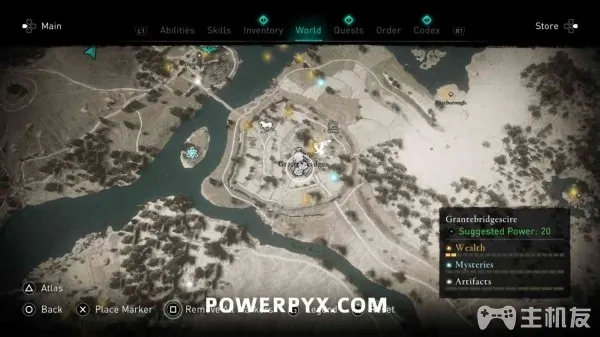 Main
L1
Abilities
Skills
Inventory
World
Quests
Order
Codex
R1
Store
Grantebridgescire
Suggested Power: 20
Wealth
Mysteries
Artifacts
Atlas
Back
Place Marker
POWERPYX.COM
主机友